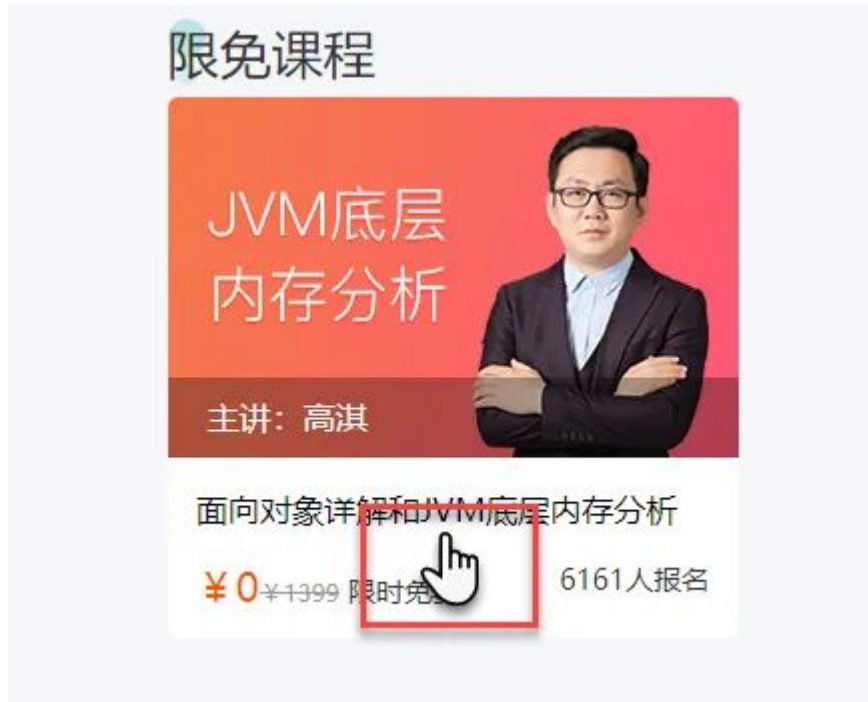 限免课程
JVM底层
内存分析
主讲：高淇
面向对象详解和JVM底层内存分析
￥0 ￥1399 限时免 6161人报名